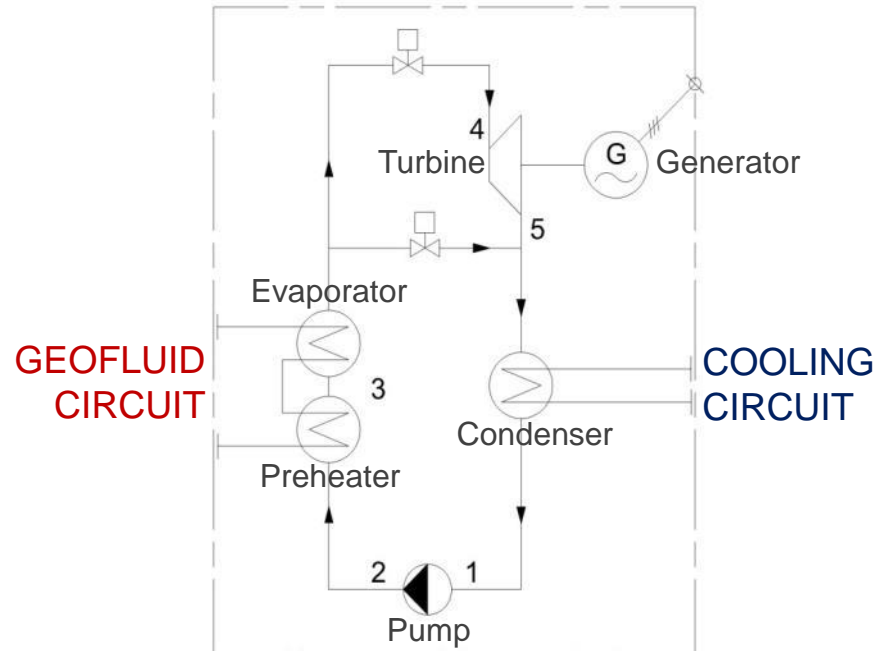 4
Turbine
G
Generator
5
Evaporator
GEOFLUID
CIRCUIT
3
COOLING
CIRCUIT
Condenser
Preheater
2
1
Pump